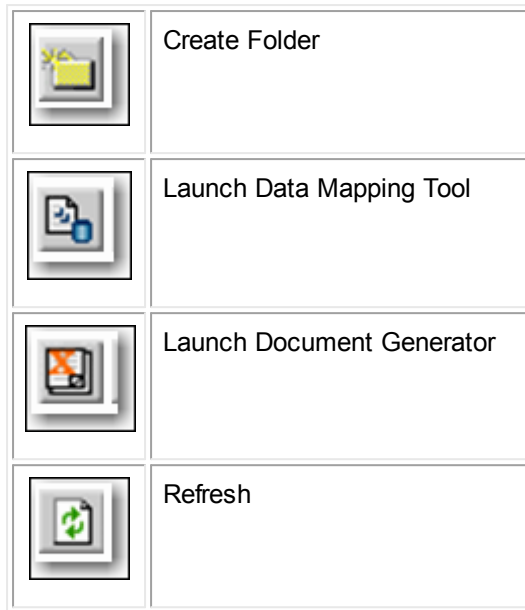 Create Folder
Launch Data Mapping Tool
X
Launch Document Generator
Refresh